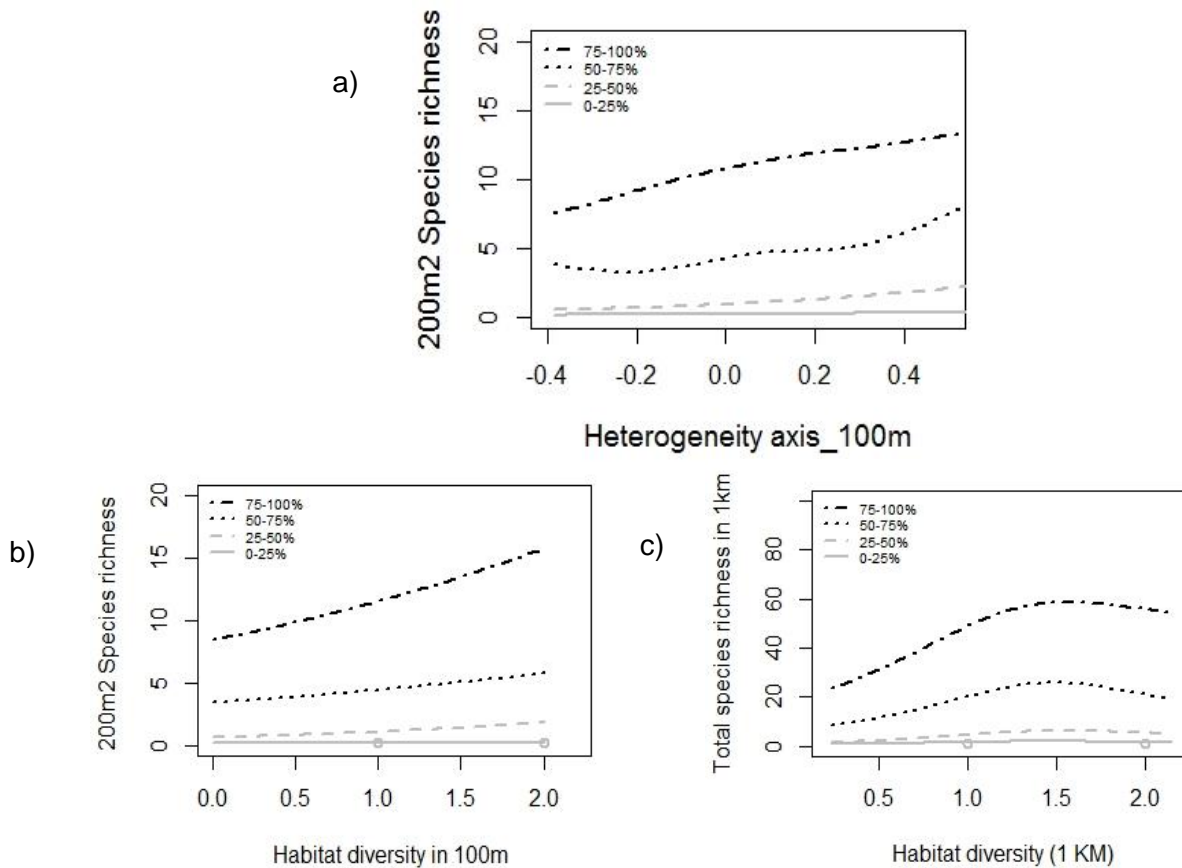 a)
200m2 Species richness
20
15
10
5
0
75-100%
50-75%
25-50%
0-25%
-0.4 -0.2 0.0 0.2 0.4
Heterogeneity axis_100m
b)
200m2 Species richness
20
15
10
5
0
75-100%
50-75%
25-50%
0-25%
0.0 0.5 1.0 1.5 2.0
Habitat diversity in 100m
c)
Total species richness in 1km
80
60
40
20
0
75-100%
50-75%
25-50%
0-25%
0.5 1.0 1.5 2.0
Habitat diversity (1 KM)